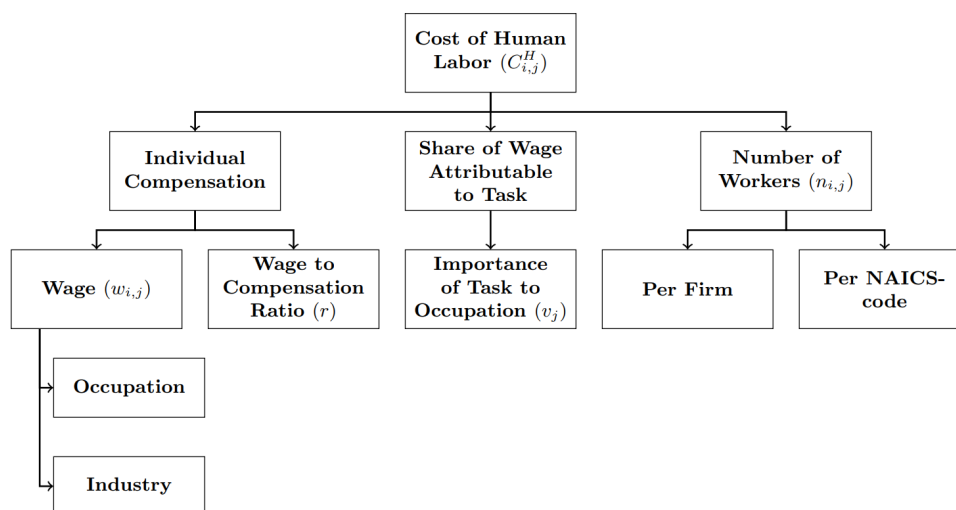 Cost of Human
Labor ($C_{i,j}^{H}$)
Individual
Compensation
Share of Wage
Attributable
to Task
Number of
Workers ($n_{i,j}$)
Wage ($w_{i,j}$)
Wage to
Compensation
Ratio ($r$)
Importance
of Task to
Occupation ($v_j$)
Per Firm
Per NAICS-
code
Occupation
Industry